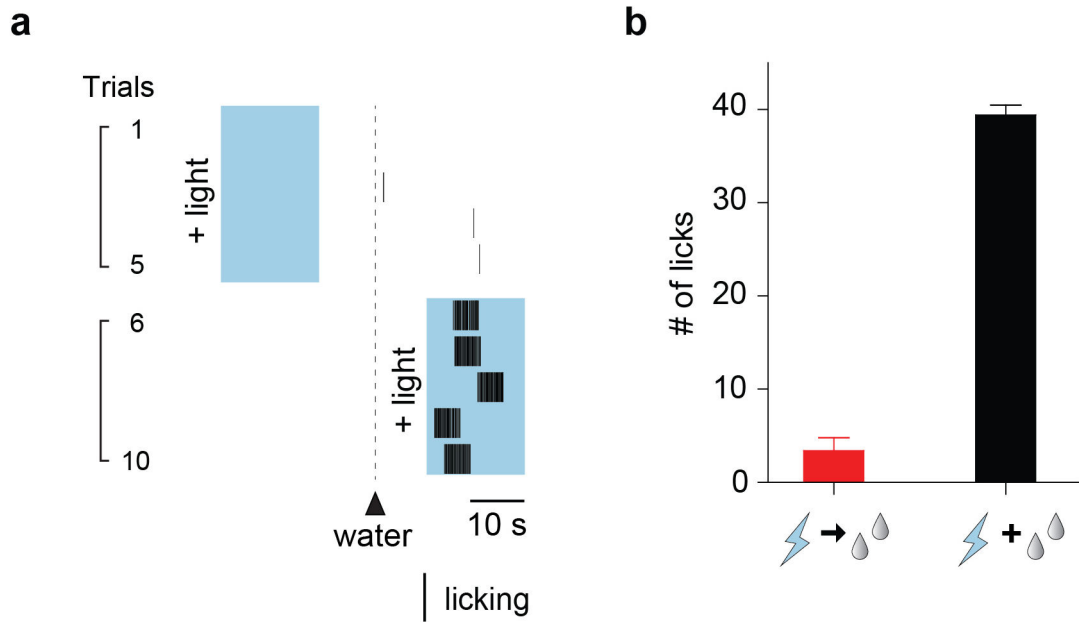 a
Trials
1
+ light
5
6
+ light
10
10 s
water
licking
b
# of licks
40
30
20
10
0
+